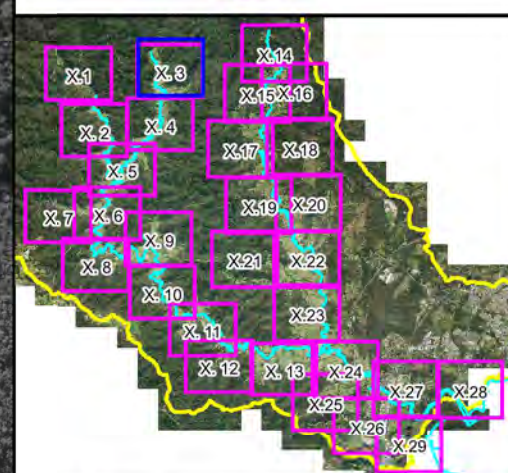 X.1
X. 3
X.14
X. 2
X. 4
X.15
X.16
X. 5
X.17
X.18
X. 7
X. 6
X. 9
X.19
X.20
X. 8
X.21
X.22
X. 10
X.11
X.23
X. 12
X. 13
X.24
X.25
X.27
X.28
X.26
X.29